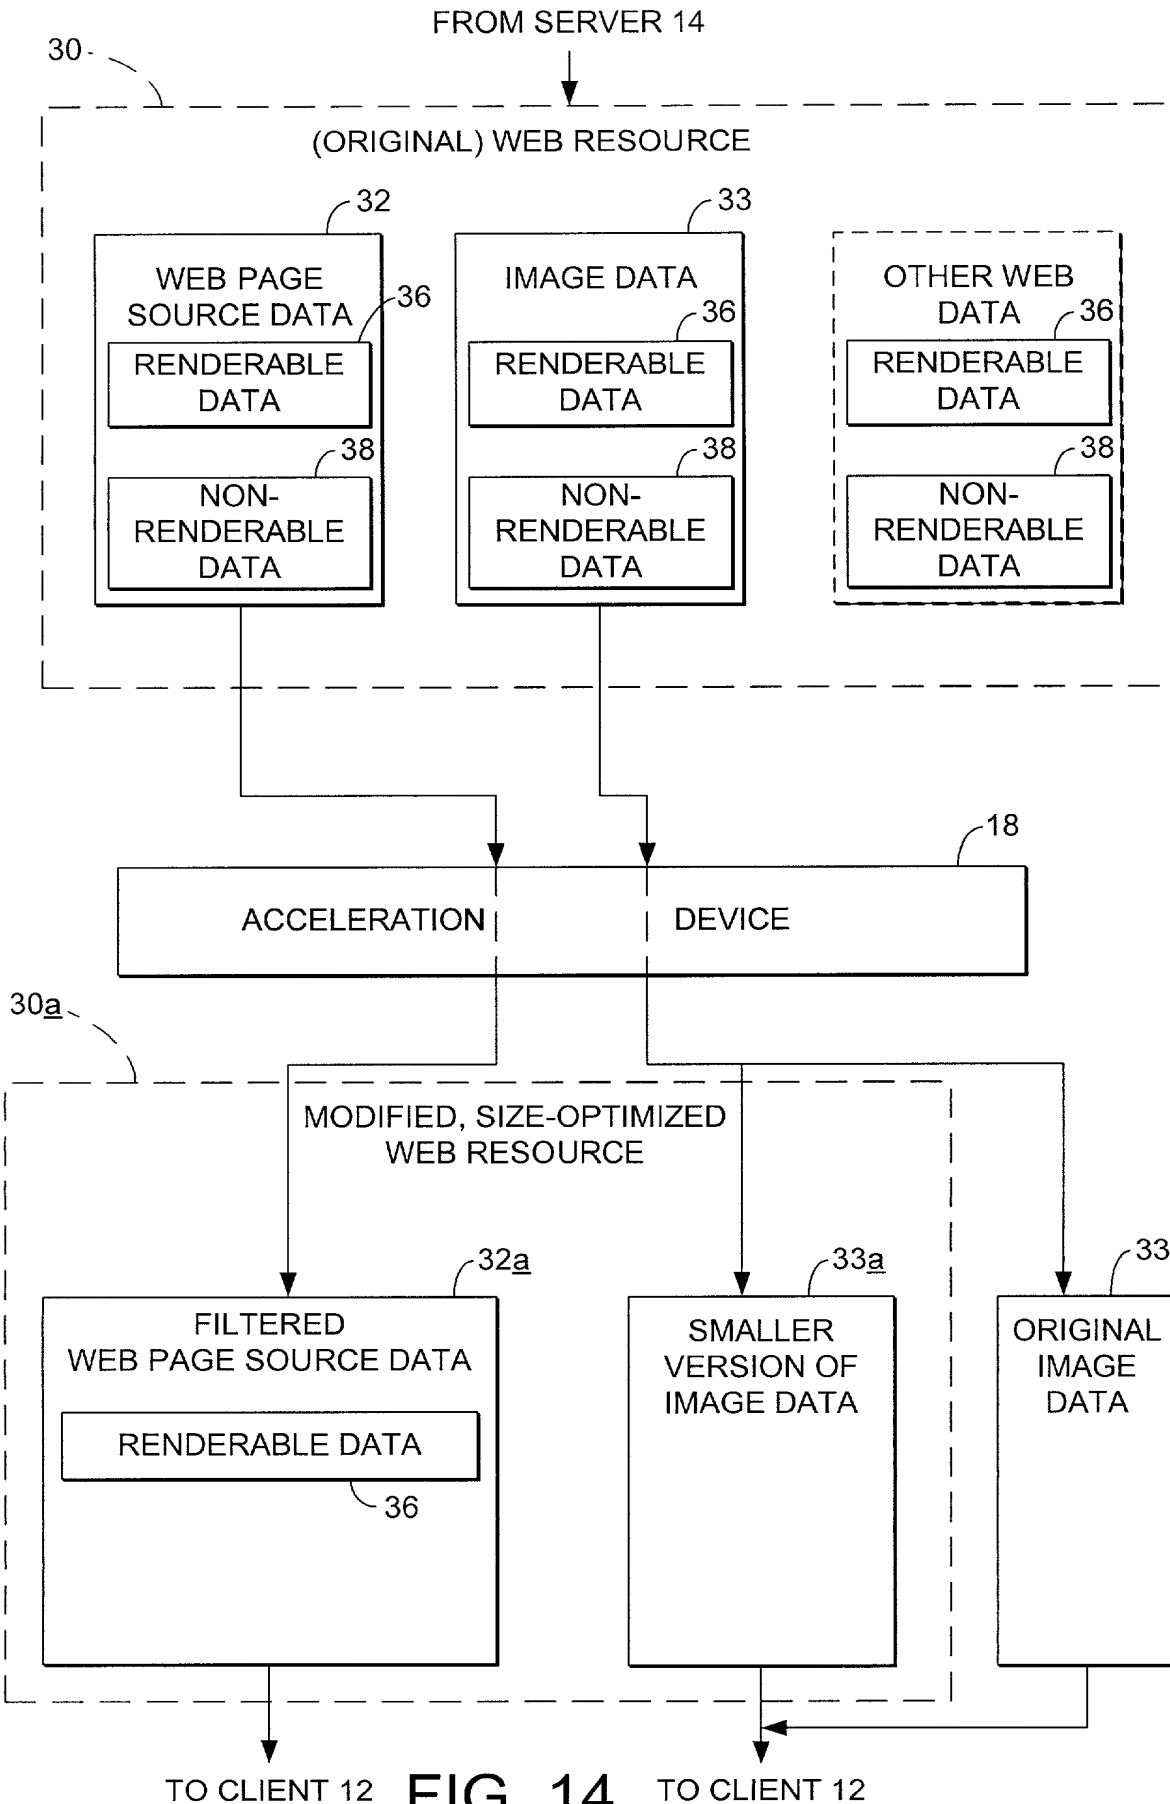 FROM SERVER 14
30
(ORIGINAL) WEB RESOURCE
32
WEB PAGE
SOURCE DATA
36
RENDERABLE
DATA
38
NON-
RENDERABLE
DATA
33
IMAGE DATA
36
RENDERABLE
DATA
38
NON-
RENDERABLE
DATA
OTHER WEB
DATA
36
RENDERABLE
DATA
38
NON-
RENDERABLE
DATA
18
ACCELERATION DEVICE
30a
MODIFIED, SIZE-OPTIMIZED
WEB RESOURCE
32a
FILTERED
WEB PAGE SOURCE DATA
RENDERABLE DATA
36
33a
SMALLER
VERSION OF
IMAGE DATA
33
ORIGINAL
IMAGE
DATA
TO CLIENT 12
FIG. 14
TO CLIENT 12